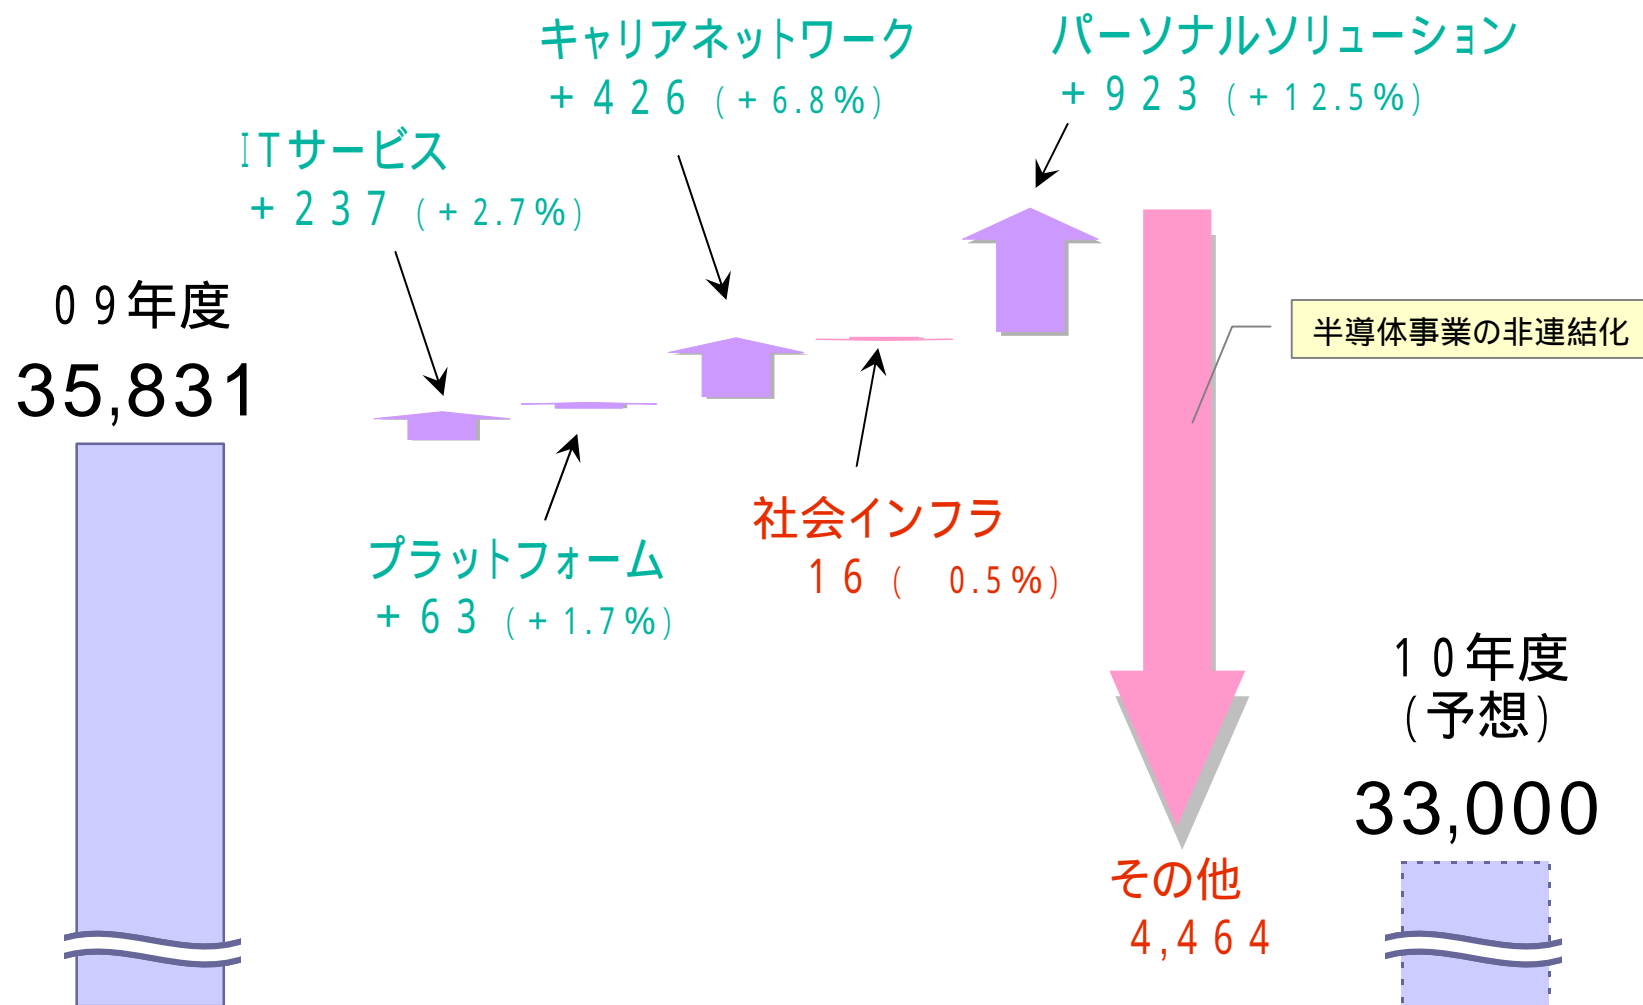 キャリアネットワーク
+４２６（+6.8%）
パーソナルソリューション
+９２３（+12.5%）
ITサービス
+２３７（+2.7%）
０９年度
35,831
半導体事業の非連結化
プラットフォーム
+６３（+1.7%）
社会インフラ
１６（　0.5%）
１０年度
（予想）
33,000
その他
４,４６４